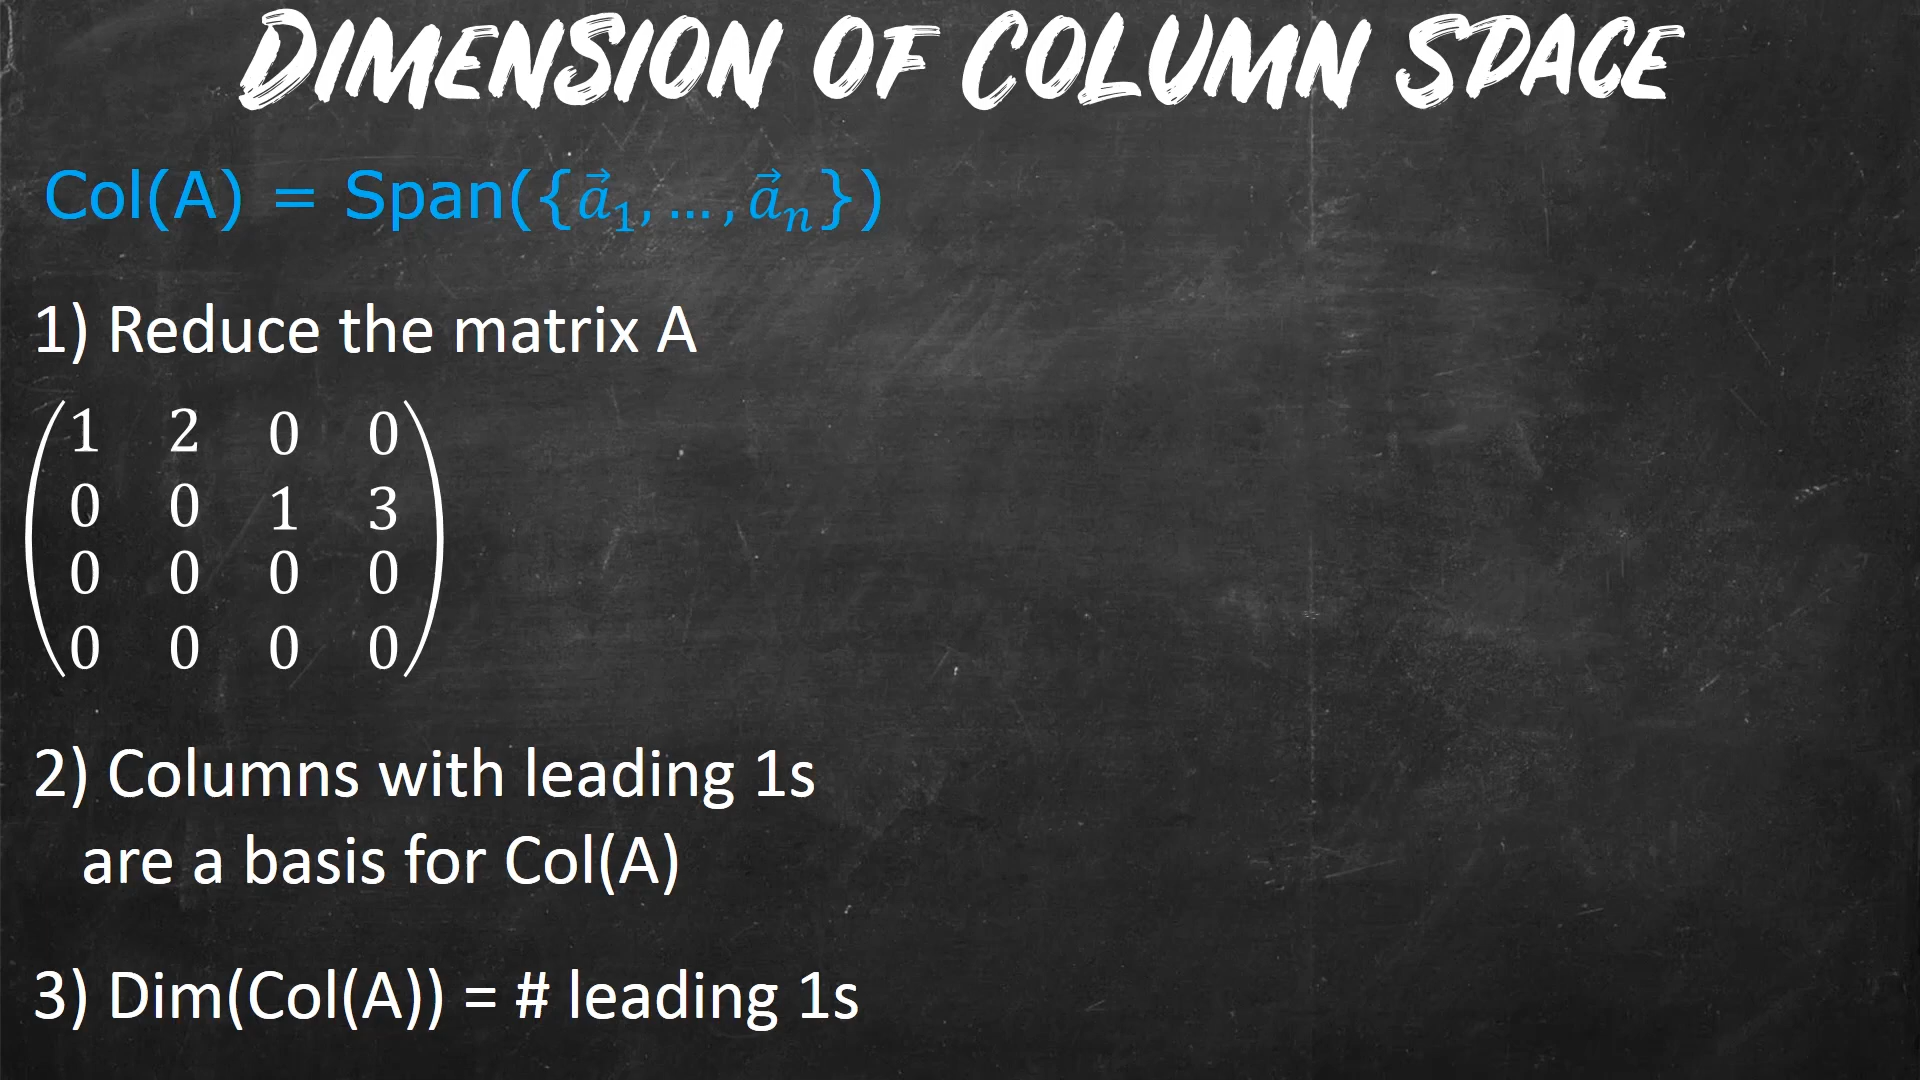 DIMENSION OF COLUMN SPACE
Col(A) = Span({a⃗₁, … , a⃗ₙ})
1) Reduce the matrix A
1 2 0 0
0 0 1 3
0 0 0 0
0 0 0 0
2) Columns with leading 1s
are a basis for Col(A)
3) Dim(Col(A)) = # leading 1s